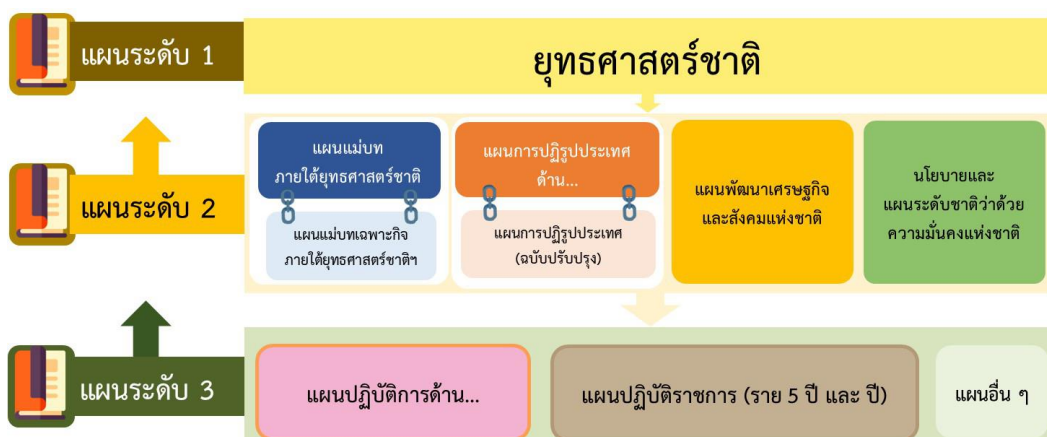 แผนระดับ 1
ยุทธศาสตร์ชาติ
แผนระดับ 2
แผนแม่บท
ภายใต้ยุทธศาสตร์ชาติ
แผนแม่บทเฉพาะกิจ
ภายใต้ยุทธศาสตร์ชาติฯ
แผนการปฏิรูปประเทศ
ด้าน...
แผนการปฏิรูปประเทศ
(ฉบับปรับปรุง)
แผนพัฒนาเศรษฐกิจ
และสังคมแห่งชาติ
นโยบายและ
แผนระดับชาติว่าด้วย
ความมั่นคงแห่งชาติ
แผนระดับ 3
แผนปฏิบัติการด้าน...
แผนปฏิบัติราชการ (ราย 5 ปี และ ปี)
แผนอื่น ๆ